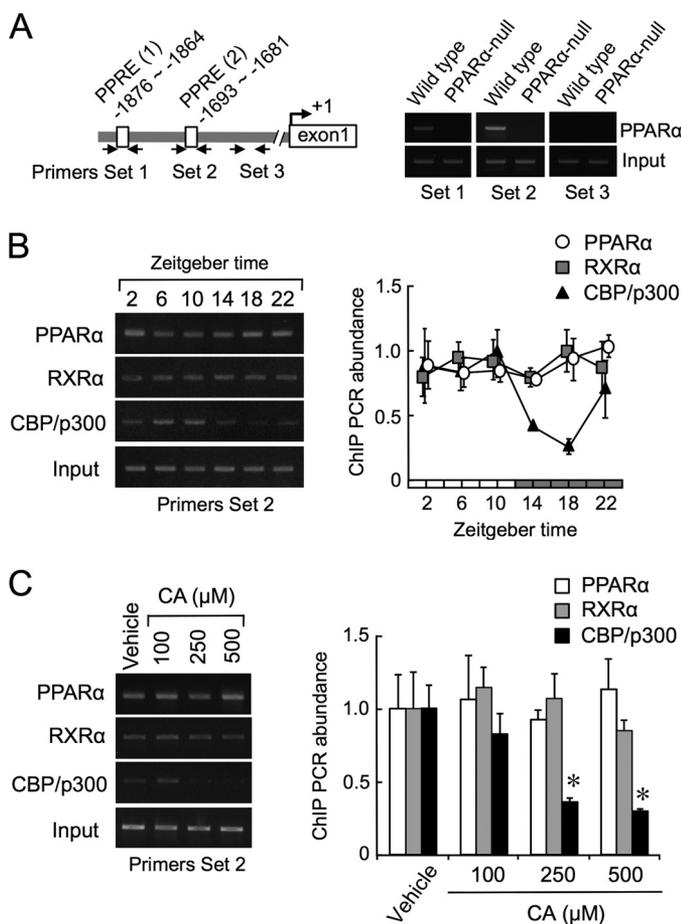 A
PPRE (1)
-1876 ~ -1864
PPRE (2)
-1693 ~ -1681
+1
exon1
Primers Set 1
Set 2
Set 3
Wild type
PPARα-null
Wild type
PPARα-null
Wild type
PPARα-null
PPARα
Input
Set 1
Set 2
Set 3
B
Zeitgeber time
2 6 10 14 18 22
PPARα
RXRα
CBP/p300
Input
Primers Set 2
PPARα
RXRα
CBP/p300
ChIP PCR abundance
1.5
1.0
0.5
0
2 6 10 14 18 22
Zeitgeber time
C
Vehicle
CA (µM)
100 250 500
PPARα
RXRα
CBP/p300
Input
Primers Set 2
PPARα
RXRα
CBP/p300
ChIP PCR abundance
1.5
1.0
0.5
0
* *
Vehicle
100 250 500
CA (µM)